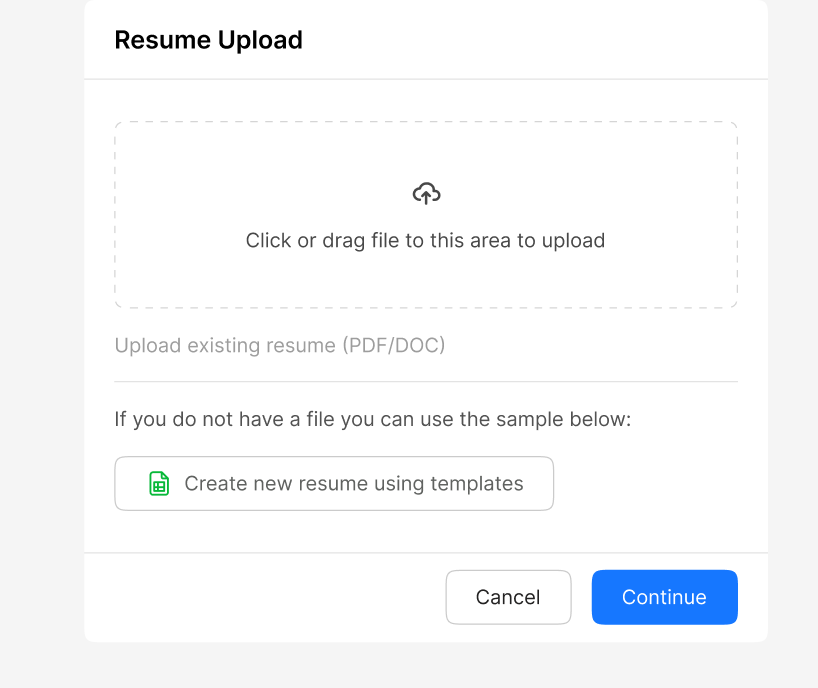 Resume Upload
Click or drag file to this area to upload
Upload existing resume (PDF/DOC)
If you do not have a file you can use the sample below:
Create new resume using templates
Cancel
Continue